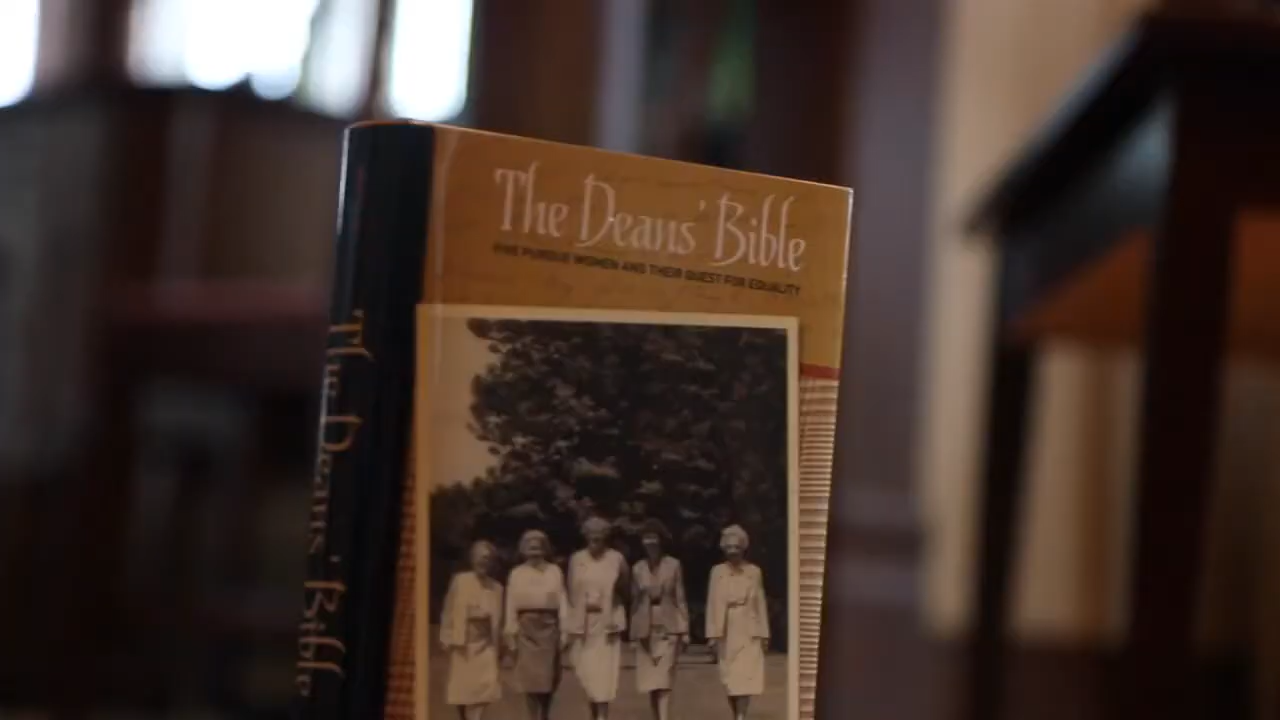 The Deans' Bible
FIVE PURDUE WOMEN AND THEIR QUEST FOR EQUALITY
The Deans' Bible